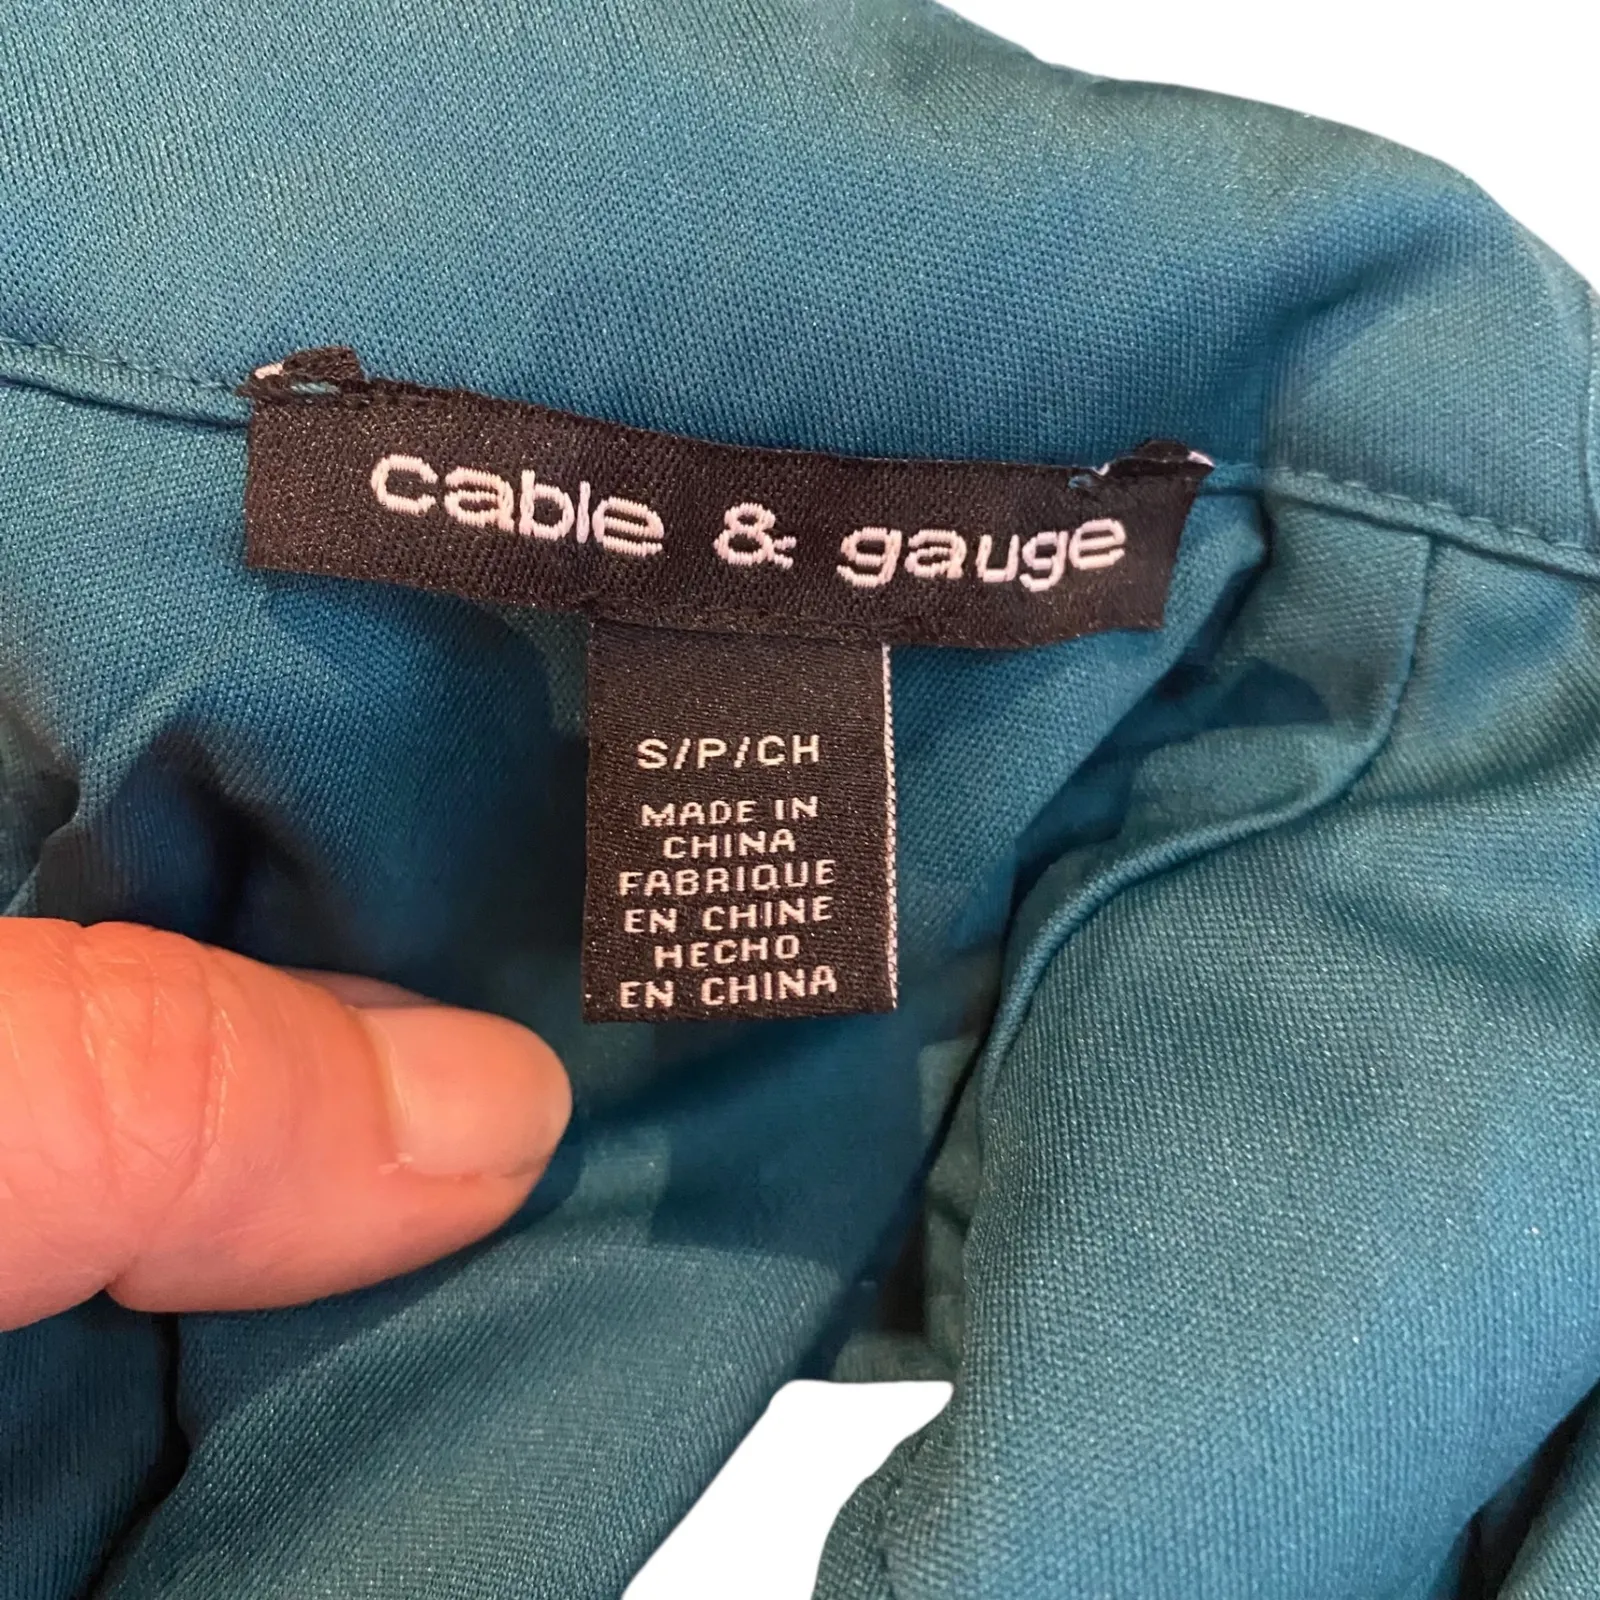 cable & gauge
S/P/CH
MADE IN
CHINA
FABRIQUE
EN CHINE
HECHO
EN CHINA